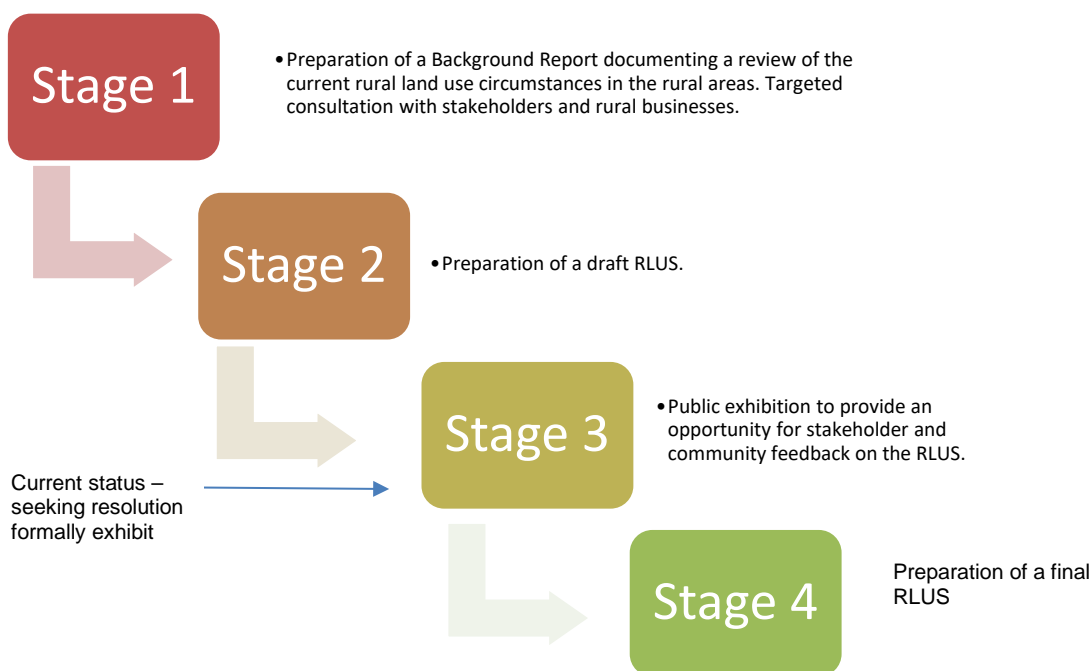 Stage 1
•Preparation of a Background Report documenting a review of the
current rural land use circumstances in the rural areas. Targeted
consultation with stakeholders and rural businesses.
Stage 2
•Preparation of a draft RLUS.
Stage 3
•Public exhibition to provide an
opportunity for stakeholder and
community feedback on the RLUS.
Current status –
seeking resolution
formally exhibit
Stage 4
Preparation of a final
RLUS